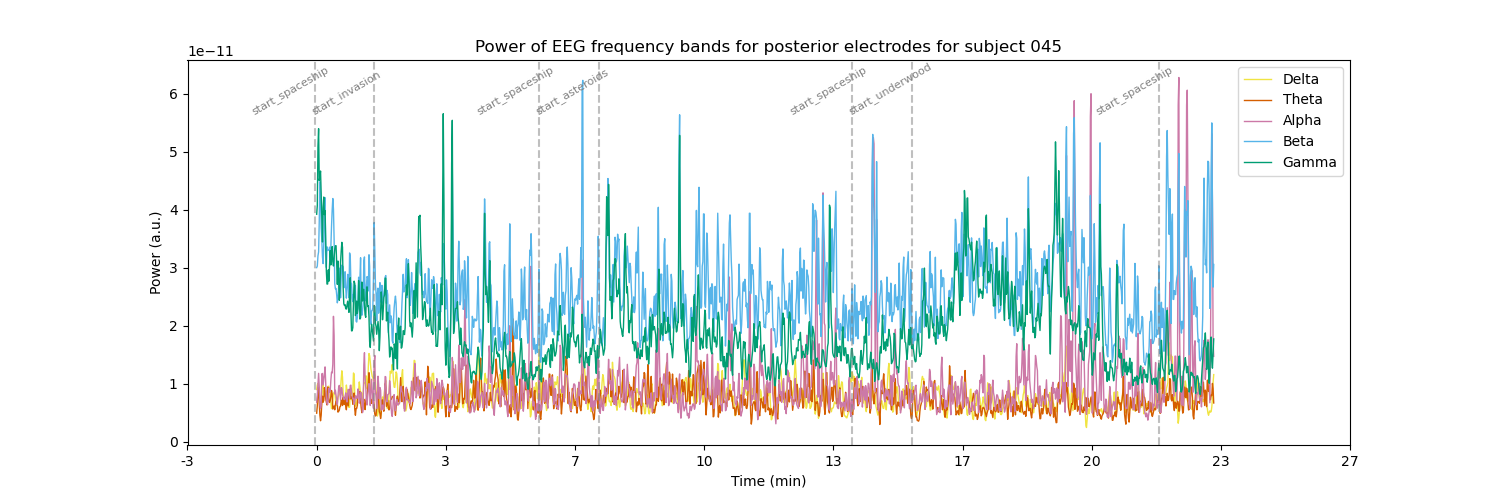 Power of EEG frequency bands for posterior electrodes for subject 045
1e−11
start_spaceship
start_invasion
start_spaceship
start_asteroids
start_spaceship
start_underwood
start_spaceship
Delta
Theta
Alpha
Beta
Gamma
Power (a.u.)
6
5
4
3
2
1
0
-3 0 3 7 10 13 17 20 23 27
Time (min)